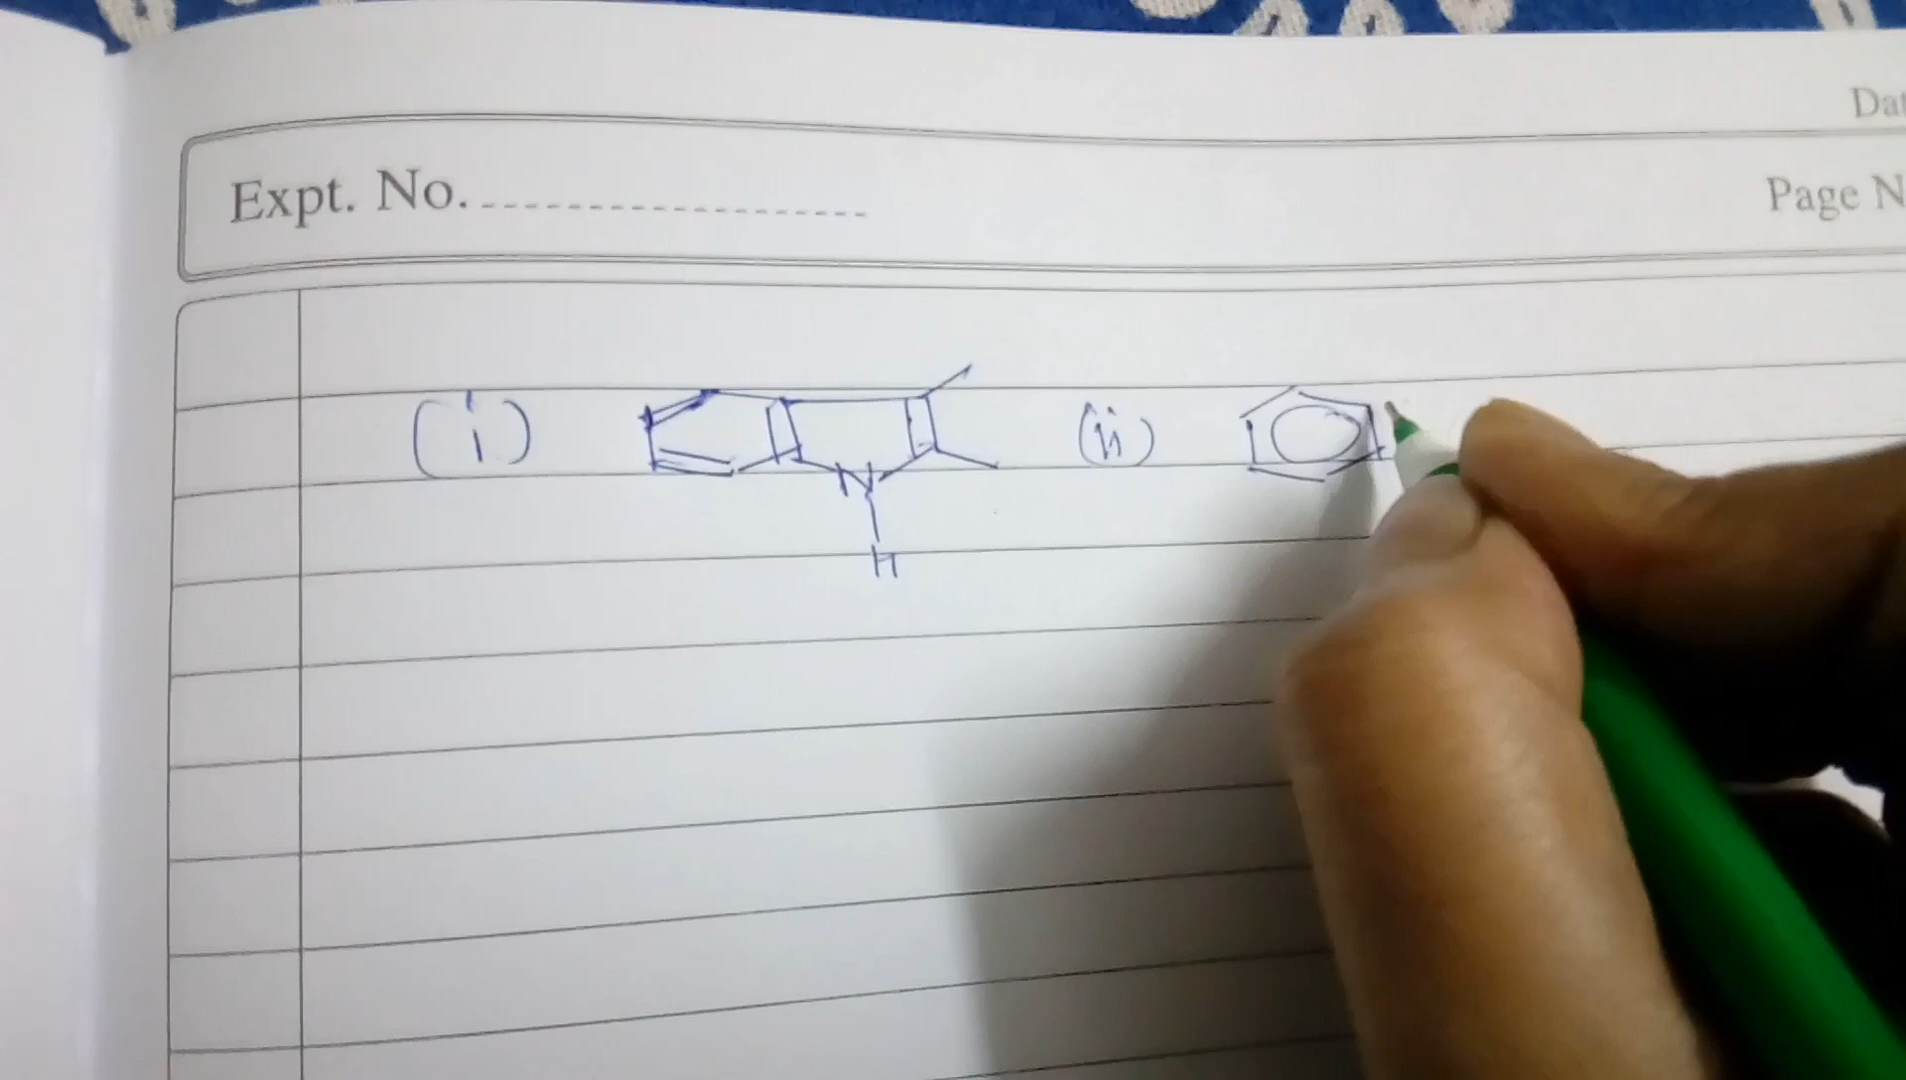 Dat
Expt. No.
Page N
(i) (ii)
N
H